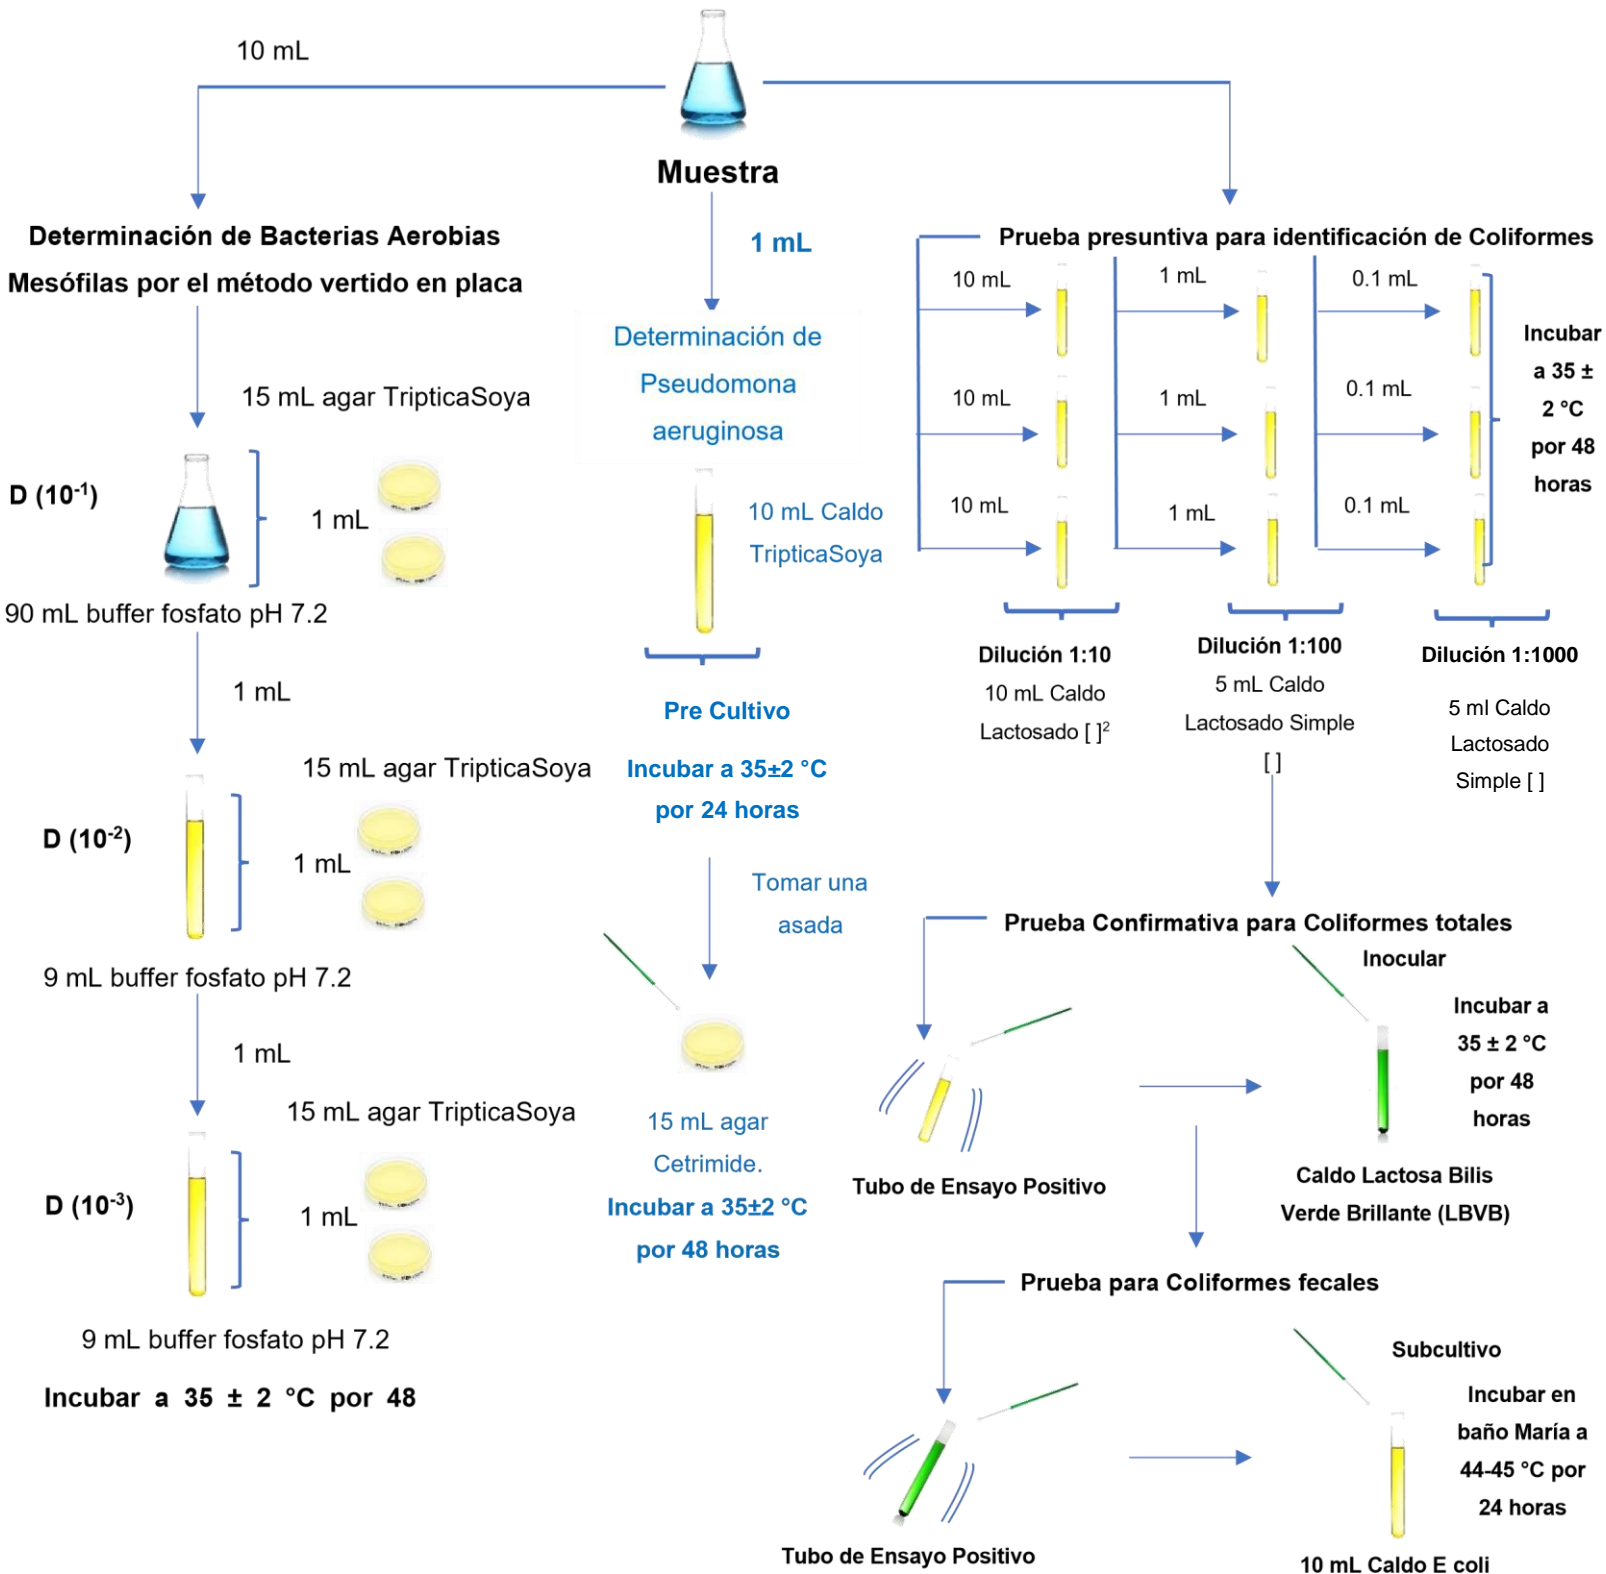 10 mL
Muestra
Determinación de Bacterias Aerobias
Mesófilas por el método vertido en placa
15 mL agar TripticaSoya
D (10⁻¹)
1 mL
90 mL buffer fosfato pH 7.2
1 mL
15 mL agar TripticaSoya
D (10⁻²)
1 mL
9 mL buffer fosfato pH 7.2
1 mL
15 mL agar TripticaSoya
D (10⁻³)
1 mL
9 mL buffer fosfato pH 7.2
Incubar a 35 ± 2 °C por 48
1 mL
Determinación de
Pseudomona
aeruginosa
10 mL Caldo
TripticaSoya
Pre Cultivo
Incubar a 35±2 °C
por 24 horas
Tomar una
asada
15 mL agar
Cetrimide.
Incubar a 35±2 °C
por 48 horas
Prueba presuntiva para identificación de Coliformes
10 mL
1 mL
0.1 mL
10 mL
1 mL
0.1 mL
10 mL
1 mL
0.1 mL
Incubar
a 35 ±
2 °C
por 48
horas
Dilución 1:10
10 mL Caldo
Lactosado [ ]²
Dilución 1:100
5 mL Caldo
Lactosado Simple
[ ]
Dilución 1:1000
5 ml Caldo
Lactosado
Simple [ ]
Prueba Confirmativa para Coliformes totales
Inocular
Incubar a
35 ± 2 °C
por 48
horas
Tubo de Ensayo Positivo
Caldo Lactosa Bilis
Verde Brillante (LBVB)
Prueba para Coliformes fecales
Subcultivo
Incubar en
baño María a
44-45 °C por
24 horas
Tubo de Ensayo Positivo
10 mL Caldo E coli